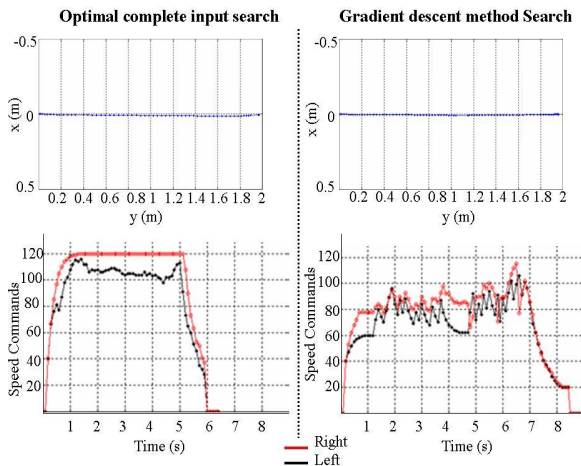 Optimal complete input search
Gradient descent method Search
-0.5
0
0.5
x (m)
0.2 0.4 0.6 0.8 1 1.2 1.4 1.6 1.8 2
y (m)
-0.5
0
0.5
x (m)
0.2 0.4 0.6 0.8 1 1.2 1.4 1.6 1.8 2
y (m)
120
100
80
60
40
20
Speed Commands
1 2 3 4 5 6 7 8
Time (s)
120
100
80
60
40
20
Speed Commands
1 2 3 4 5 6 7 8
Time (s)
Right
Left